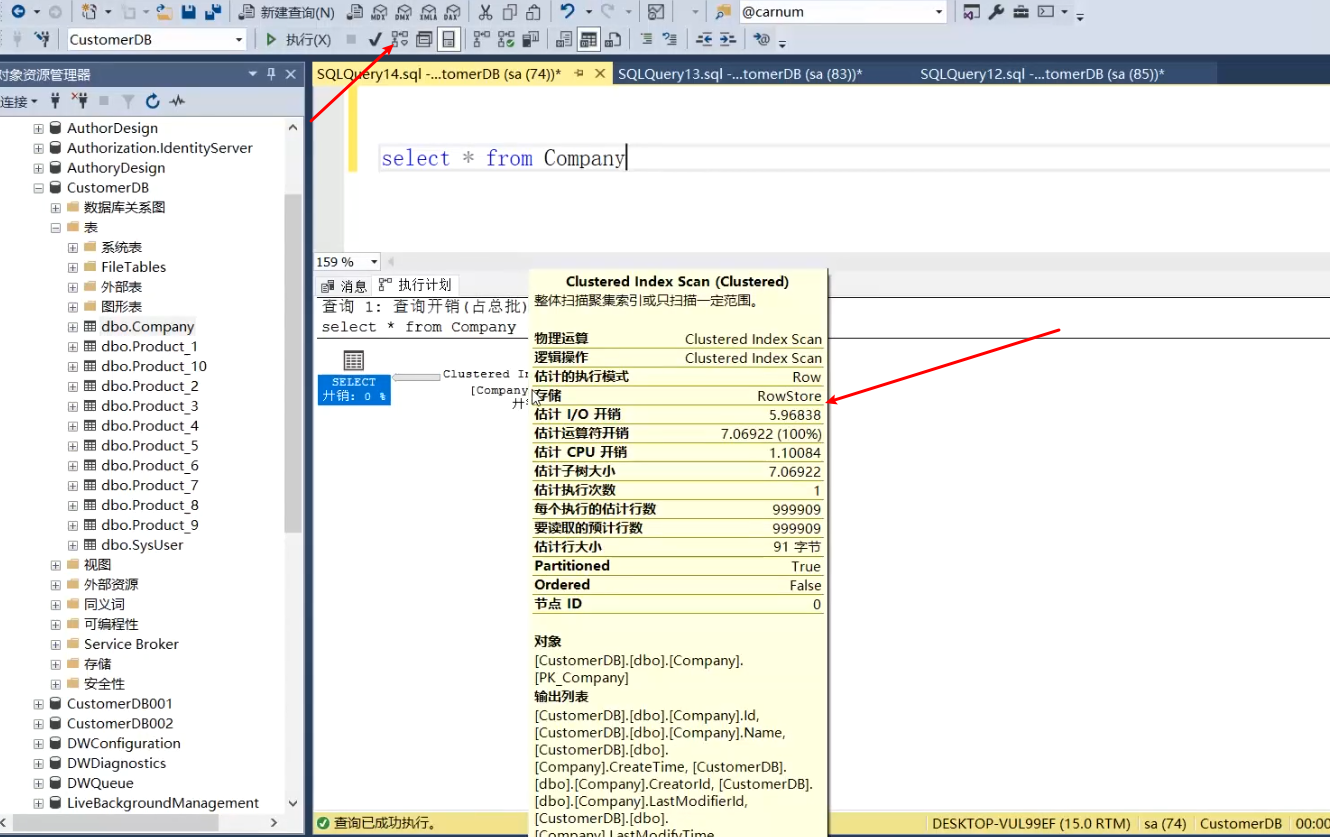 新建查询(N)
MDX DMX XMLA DAX
@carnum
CustomerDB
执行(X)
对象资源管理器
SQLQuery14.sql -...tomerDB (sa (74))*
SQLQuery13.sql -...tomerDB (sa (83))*
SQLQuery12.sql -...tomerDB (sa (85))*
连接
AuthorDesign
Authorization.IdentityServer
AuthoryDesign
CustomerDB
数据库关系图
表
系统表
FileTables
外部表
图形表
dbo.Company
dbo.Product_1
dbo.Product_10
dbo.Product_2
dbo.Product_3
dbo.Product_4
dbo.Product_5
dbo.Product_6
dbo.Product_7
dbo.Product_8
dbo.Product_9
dbo.SysUser
视图
外部资源
同义词
可编程性
Service Broker
存储
安全性
CustomerDB001
CustomerDB002
DWConfiguration
DWDiagnostics
DWQueue
LiveBackgroundManagement
select * from Company
159 %
消息
执行计划
查询 1: 查询开销(占总批)
select * from Company
SELECT
开销: 0 %
Clustered In
[Company
开
Clustered Index Scan (Clustered)
整体扫描聚集索引或只扫描一定范围。
物理运算 Clustered Index Scan
逻辑操作 Clustered Index Scan
估计的执行模式 Row
存储 RowStore
估计 I/O 开销 5.96838
估计运算符开销 7.06922 (100%)
估计 CPU 开销 1.10084
估计子树大小 7.06922
估计执行次数 1
每个执行的估计行数 999909
要读取的预计行数 999909
估计行大小 91 字节
Partitioned True
Ordered False
节点 ID 0
对象
[CustomerDB].[dbo].[Company].
[PK_Company]
输出列表
[CustomerDB].[dbo].[Company].Id,
[CustomerDB].[dbo].[Company].Name,
[CustomerDB].[dbo].
[Company].CreateTime, [CustomerDB].
[dbo].[Company].CreatorId, [CustomerDB].
[dbo].[Company].LastModifierId,
[CustomerDB].[dbo].
[Company].LastModifyTime
查询已成功执行。
DESKTOP-VUL99EF (15.0 RTM)
sa (74)
CustomerDB
00:00